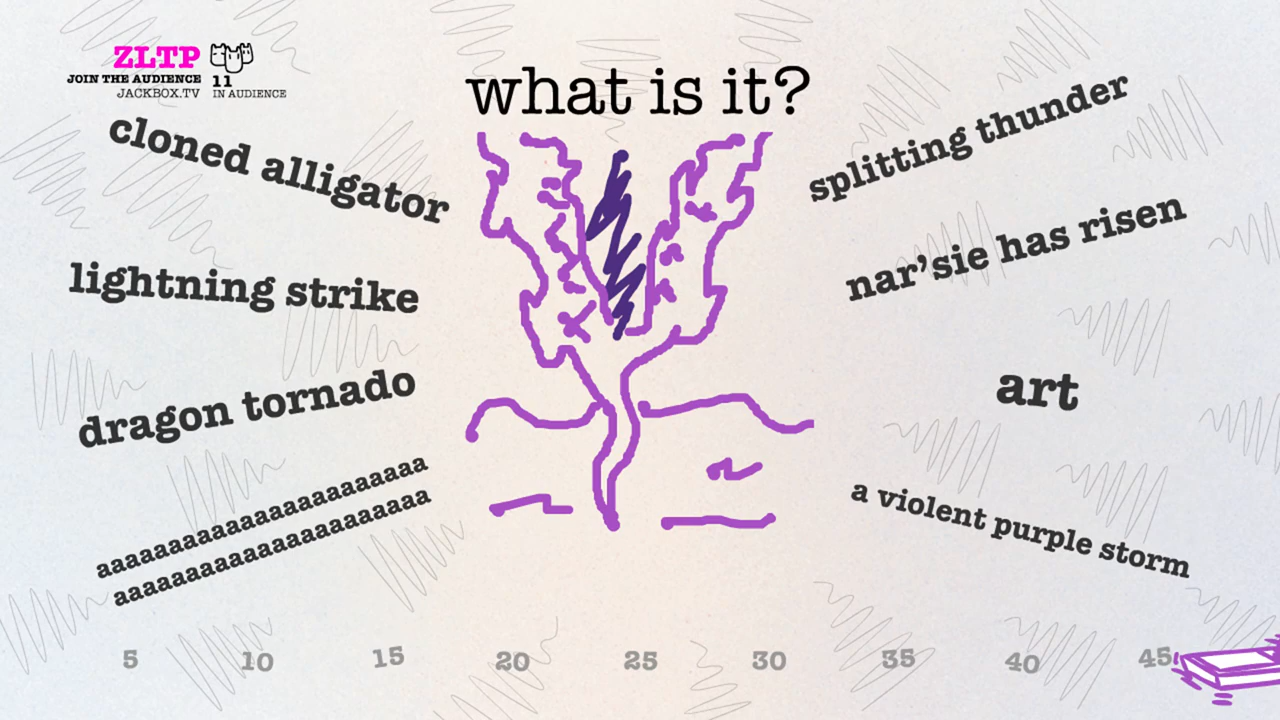 ZLTP
JOIN THE AUDIENCE
JACKBOX.TV
11
IN AUDIENCE
what is it?
cloned alligator
lightning strike
dragon tornado
aaaaaaaaaaaaaaaaaaaaaaa
aaaaaaaaaaaaaaaaaaaaaa
splitting thunder
nar'sie has risen
art
a violent purple storm
5 10 15 20 25 30 35 40 45